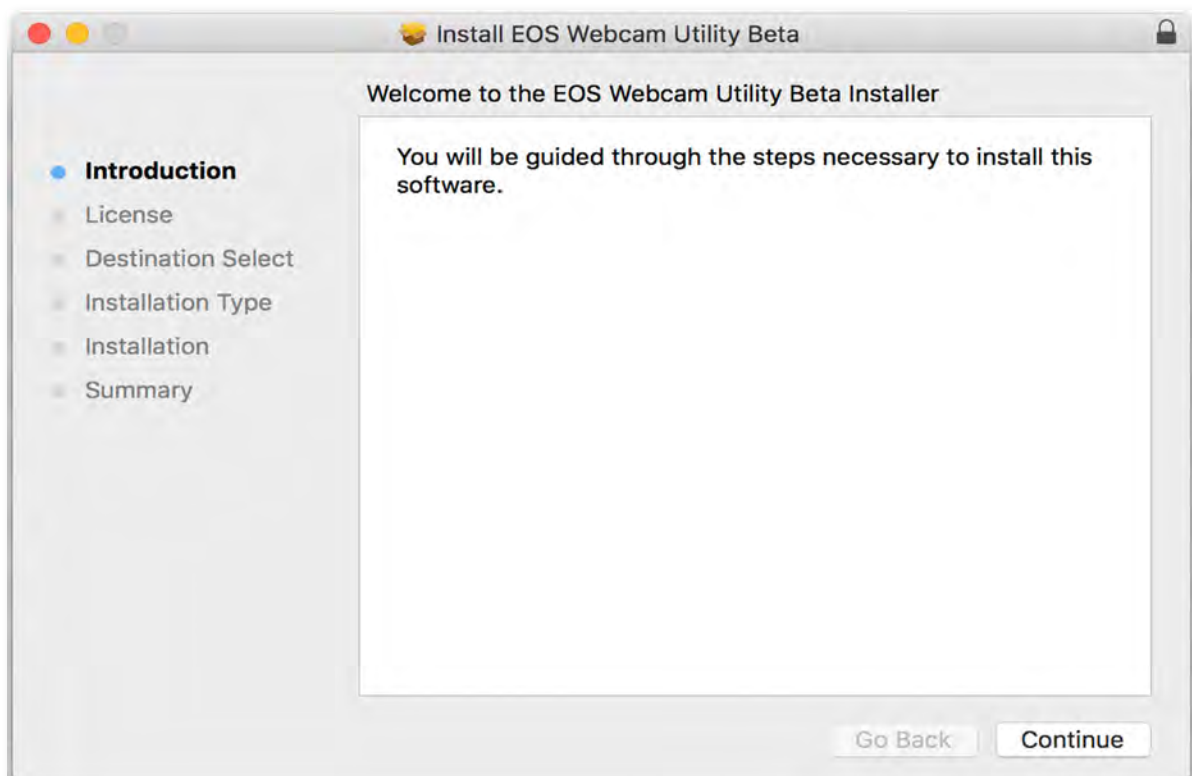 Install EOS Webcam Utility Beta
Welcome to the EOS Webcam Utility Beta Installer
Introduction
License
Destination Select
Installation Type
Installation
Summary
You will be guided through the steps necessary to install this
software.
Go Back
Continue